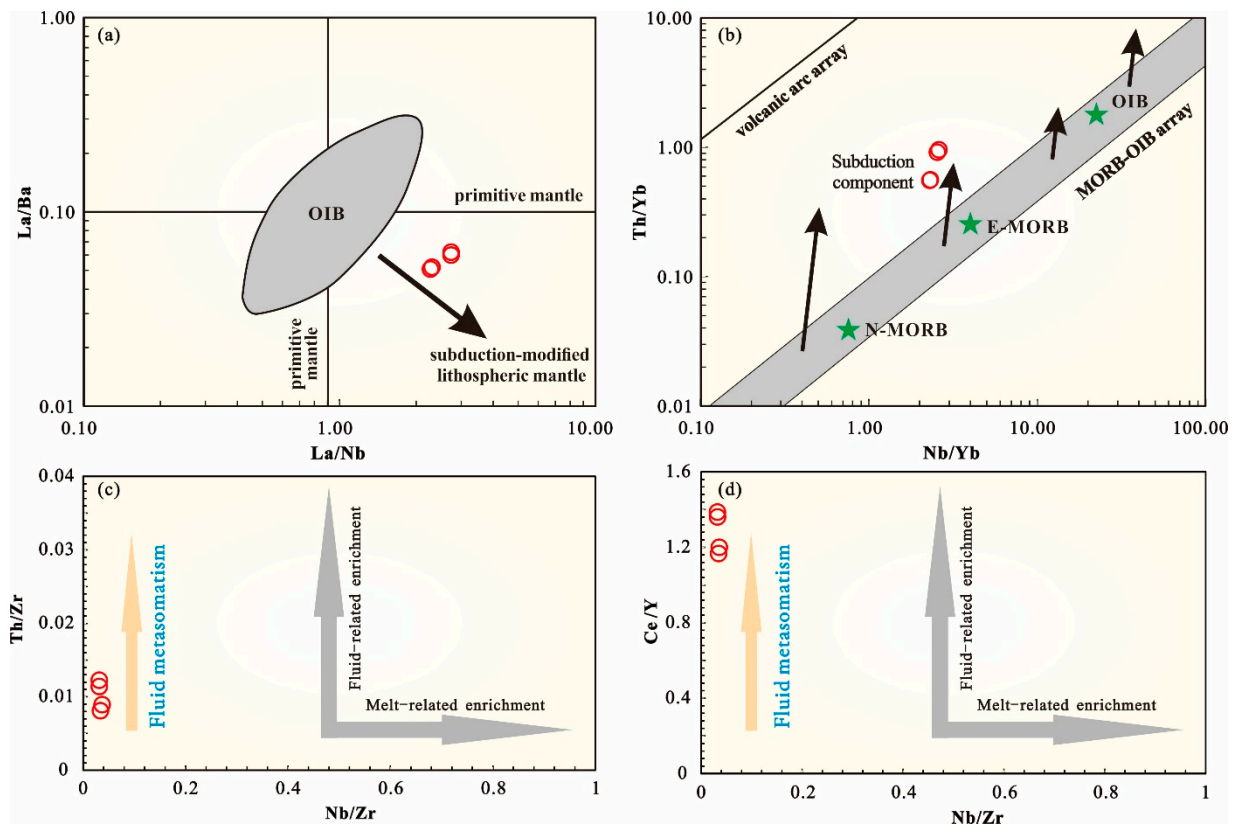 (a)
1.00
0.10
0.01
La/Ba
OIB
primitive mantle
primitive
mantle
subduction-modified
lithospheric mantle
0.10
1.00
10.00
La/Nb
(b)
10.00
1.00
0.10
0.01
Th/Yb
volcanic arc array
Subduction
component
OIB
MORB-OIB array
E-MORB
N-MORB
0.10
1.00
10.00
100.00
Nb/Yb
(c)
0.04
0.03
0.02
0.01
0
Th/Zr
Fluid metasomatism
Fluid-related enrichment
Melt-related enrichment
0
0.2
0.4
0.6
0.8
1
Nb/Zr
(d)
1.6
1.2
0.8
0.4
0
Ce/Y
Fluid metasomatism
Fluid-related enrichment
Melt-related enrichment
0
0.2
0.4
0.6
0.8
1
Nb/Zr